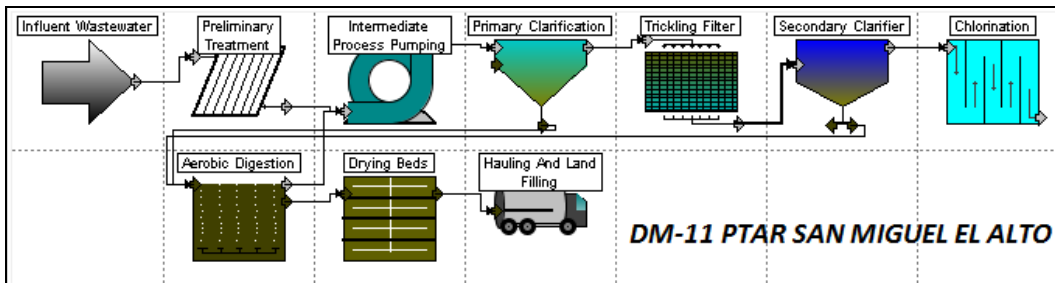 Influent Wastewater
Preliminary
Treatment
Intermediate
Process Pumping
Primary Clarification
Trickling Filter
Secondary Clarifier
Chlorination
Aerobic Digestion
Drying Beds
Hauling And Land
Filling
DM-11 PTAR SAN MIGUEL EL ALTO